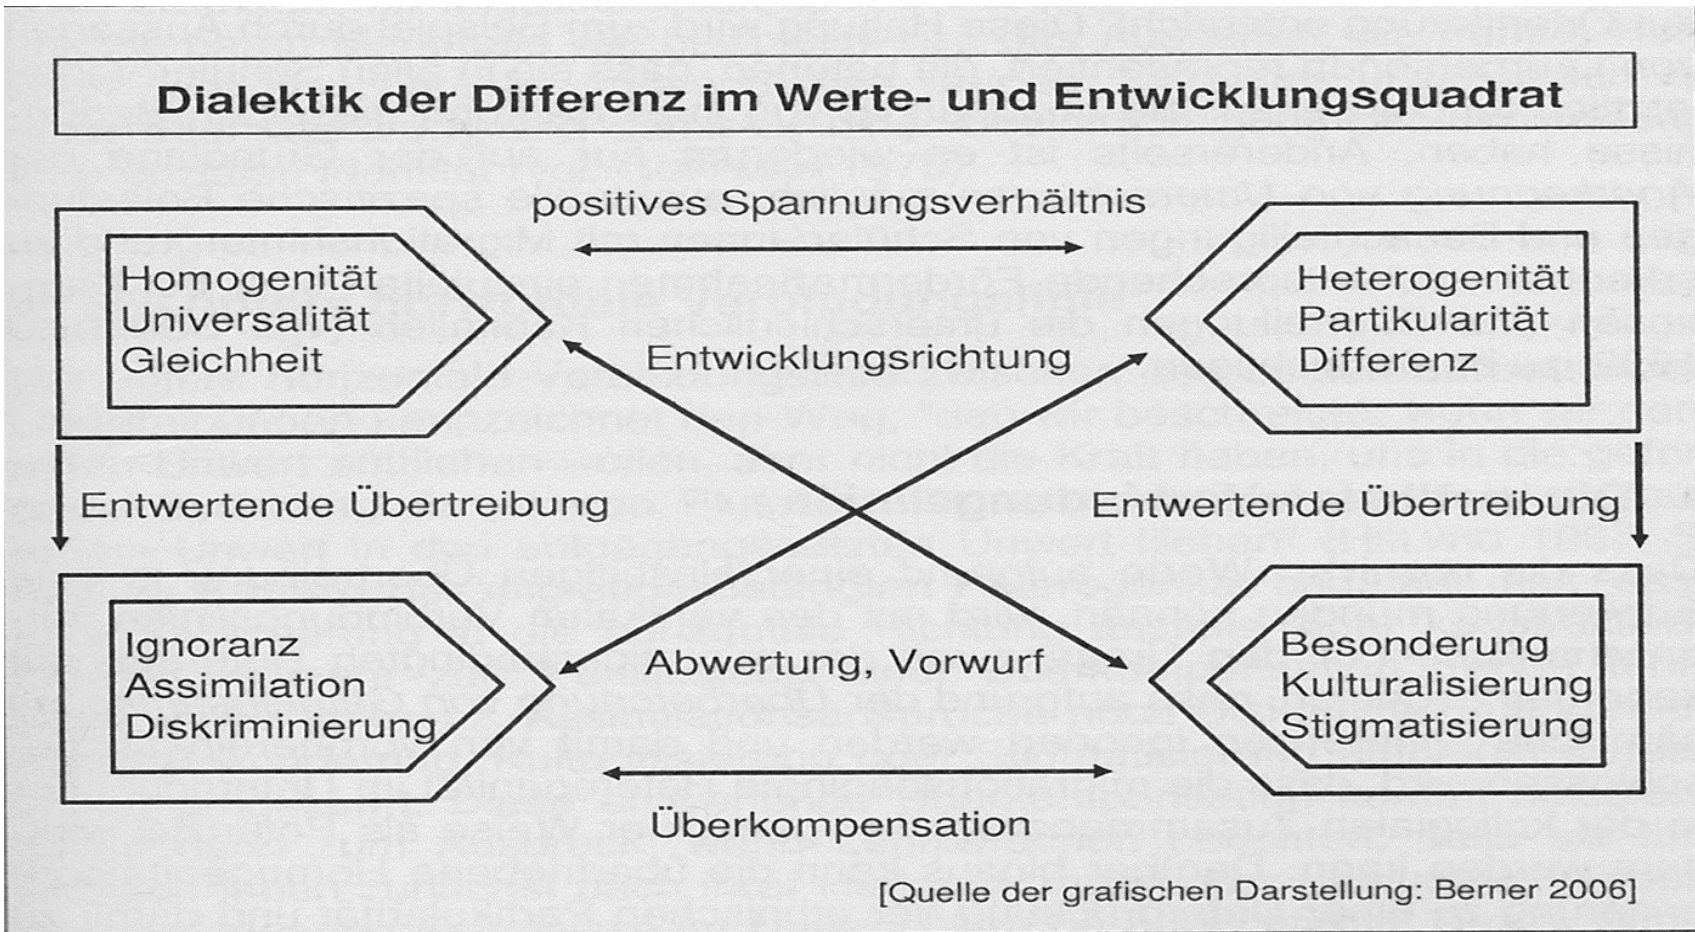 Dialektik der Differenz im Werte- und Entwicklungsquadrat
positives Spannungsverhältnis
Homogenität
Universalität
Gleichheit
Heterogenität
Partikularität
Differenz
Entwicklungsrichtung
Entwertende Übertreibung
Entwertende Übertreibung
Ignoranz
Assimilation
Diskriminierung
Abwertung, Vorwurf
Besonderung
Kulturalisierung
Stigmatisierung
Überkompensation
[Quelle der grafischen Darstellung: Berner 2006]